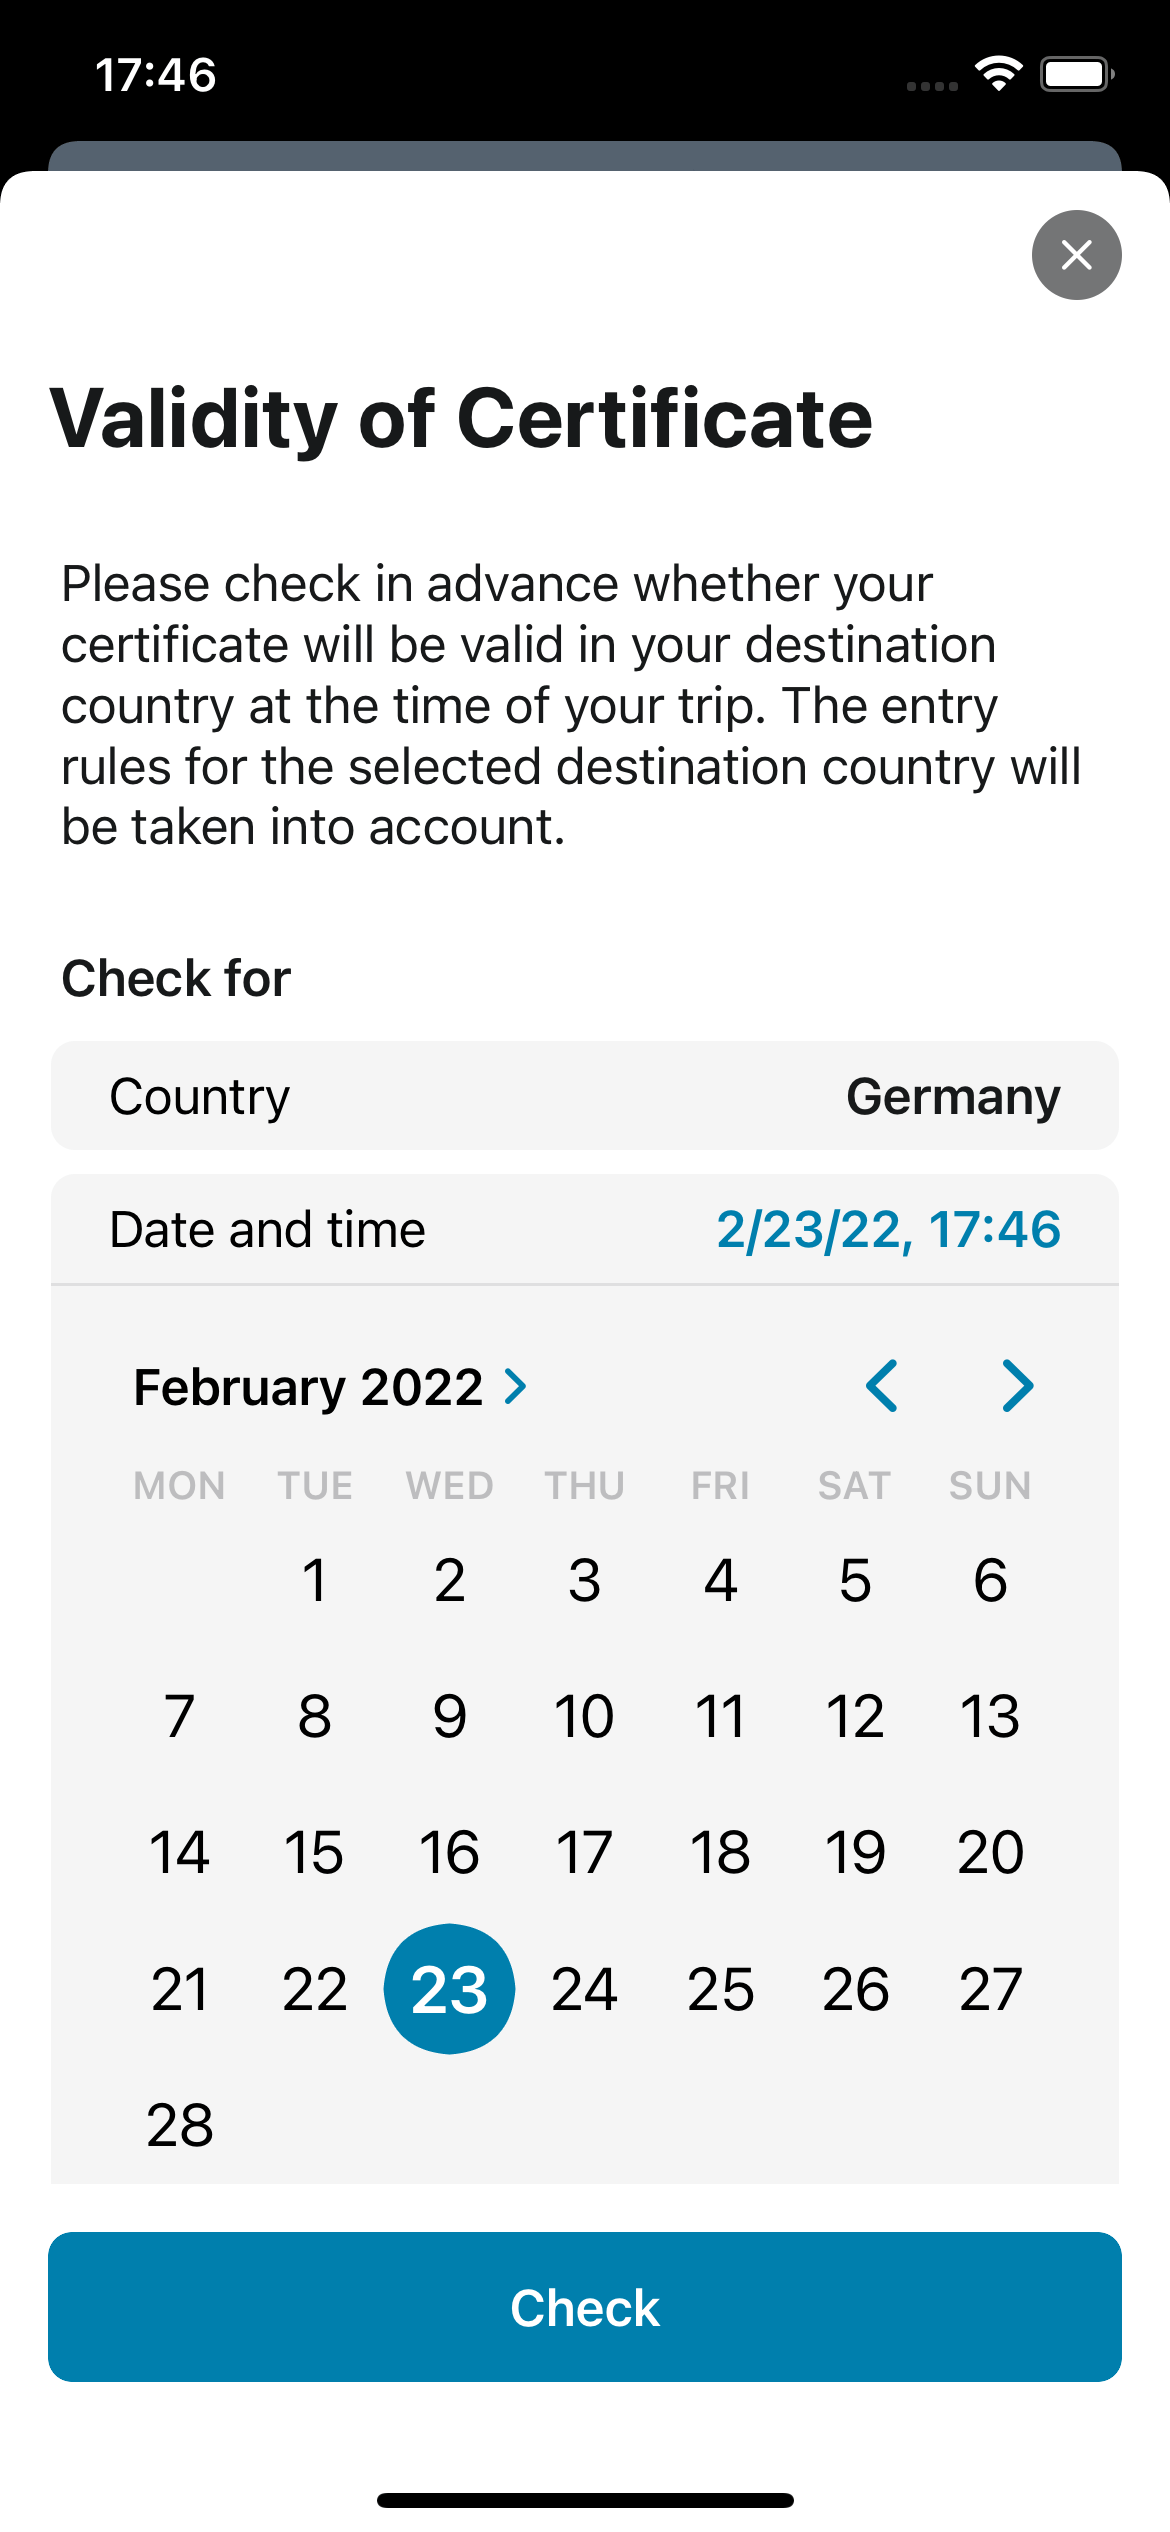 17:46
Validity of Certificate
Please check in advance whether your
certificate will be valid in your destination
country at the time of your trip. The entry
rules for the selected destination country will
be taken into account.
Check for
Country Germany
Date and time 2/23/22, 17:46
February 2022
MON TUE WED THU FRI SAT SUN
1 2 3 4 5 6
7 8 9 10 11 12 13
14 15 16 17 18 19 20
21 22 23 24 25 26 27
28
Check